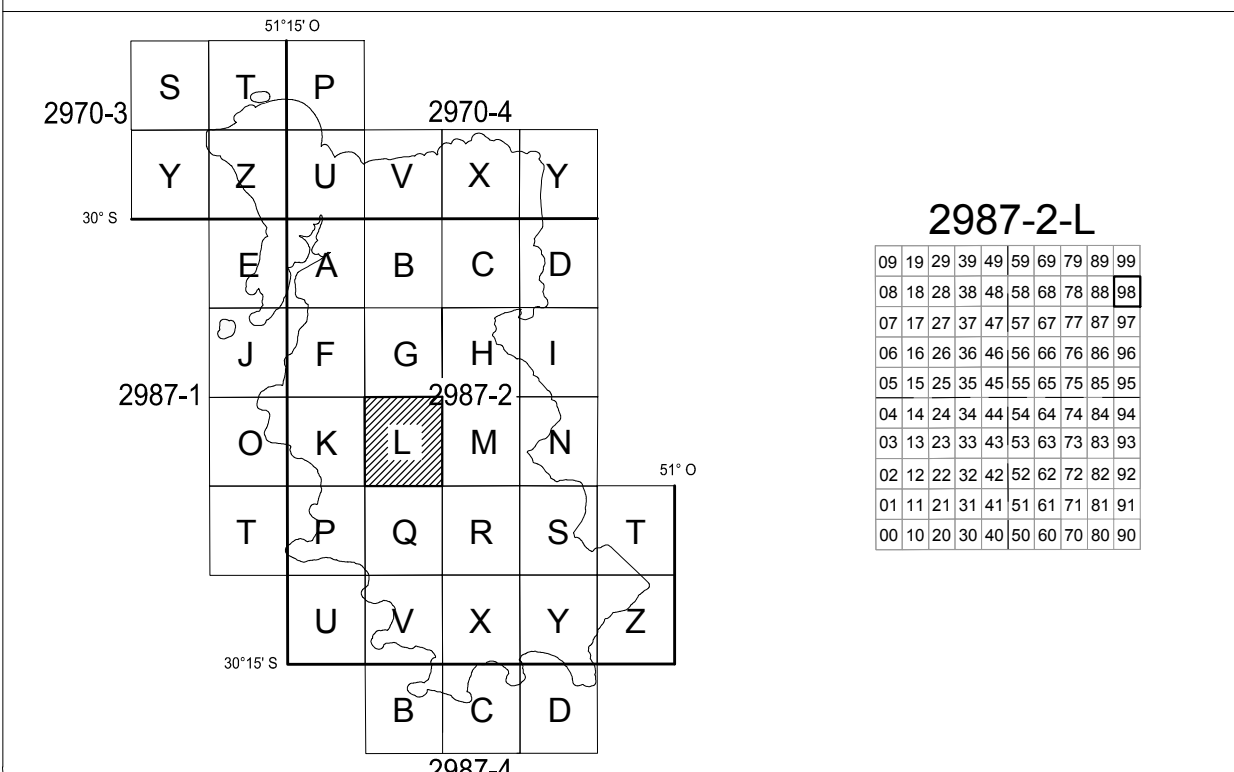 51°15' O
S T P
2970-3
2970-4
Y Z U V X Y
30° S
E A B C D
J F G H I
2987-1
2987-2
O K L M N
51° O
T P Q R S T
U V X Y Z
30°15' S
B C D
2987-4
2987-2-L
09 19 29 39 49 59 69 79 89 99
08 18 28 38 48 58 68 78 88 98
07 17 27 37 47 57 67 77 87 97
06 16 26 36 46 56 66 76 86 96
05 15 25 35 45 55 65 75 85 95
04 14 24 34 44 54 64 74 84 94
03 13 23 33 43 53 63 73 83 93
02 12 22 32 42 52 62 72 82 92
01 11 21 31 41 51 61 71 81 91
00 10 20 30 40 50 60 70 80 90